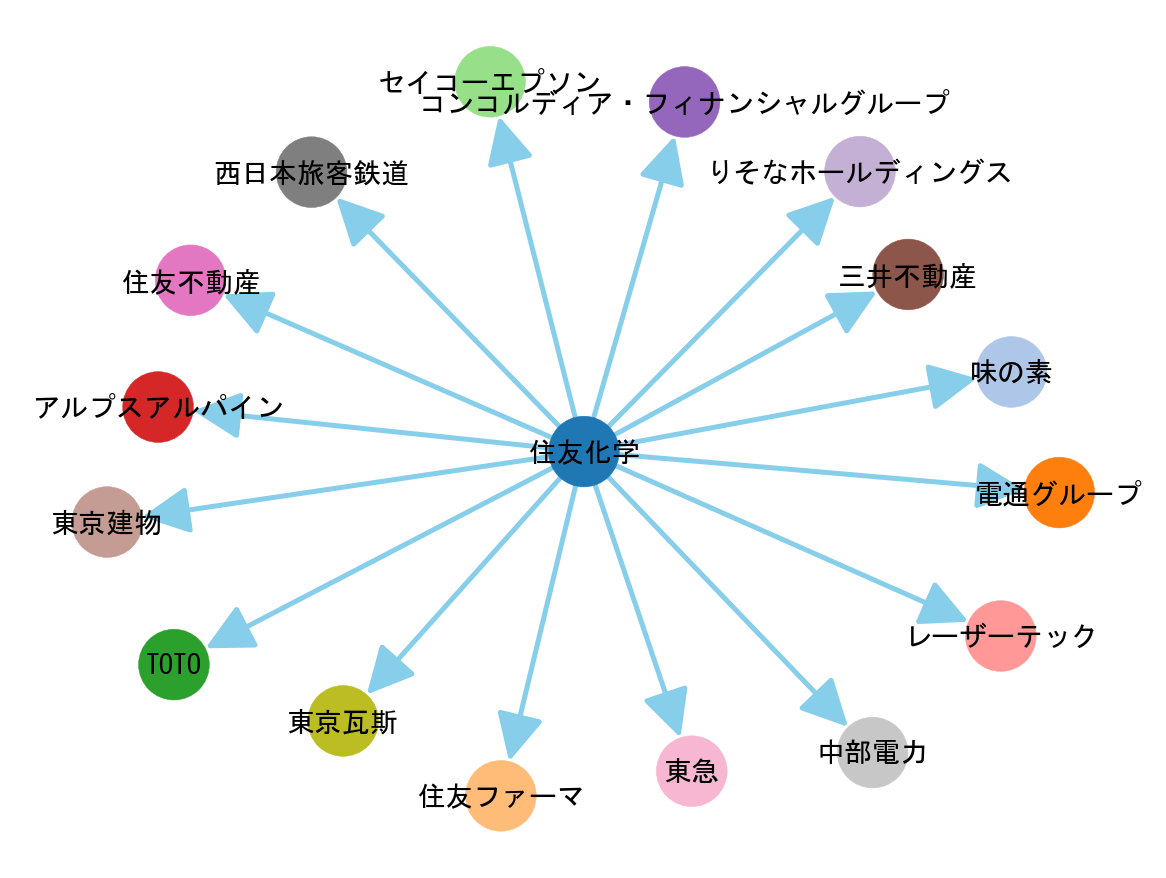 セイコーエプソン
コンコルディア・フィナンシャルグループ
西日本旅客鉄道
りそなホールディングス
住友不動産
三井不動産
味の素
アルプスアルパイン
住友化学
電通グループ
東京建物
レーザーテック
TOTO
東京瓦斯
中部電力
東急
住友ファーマ